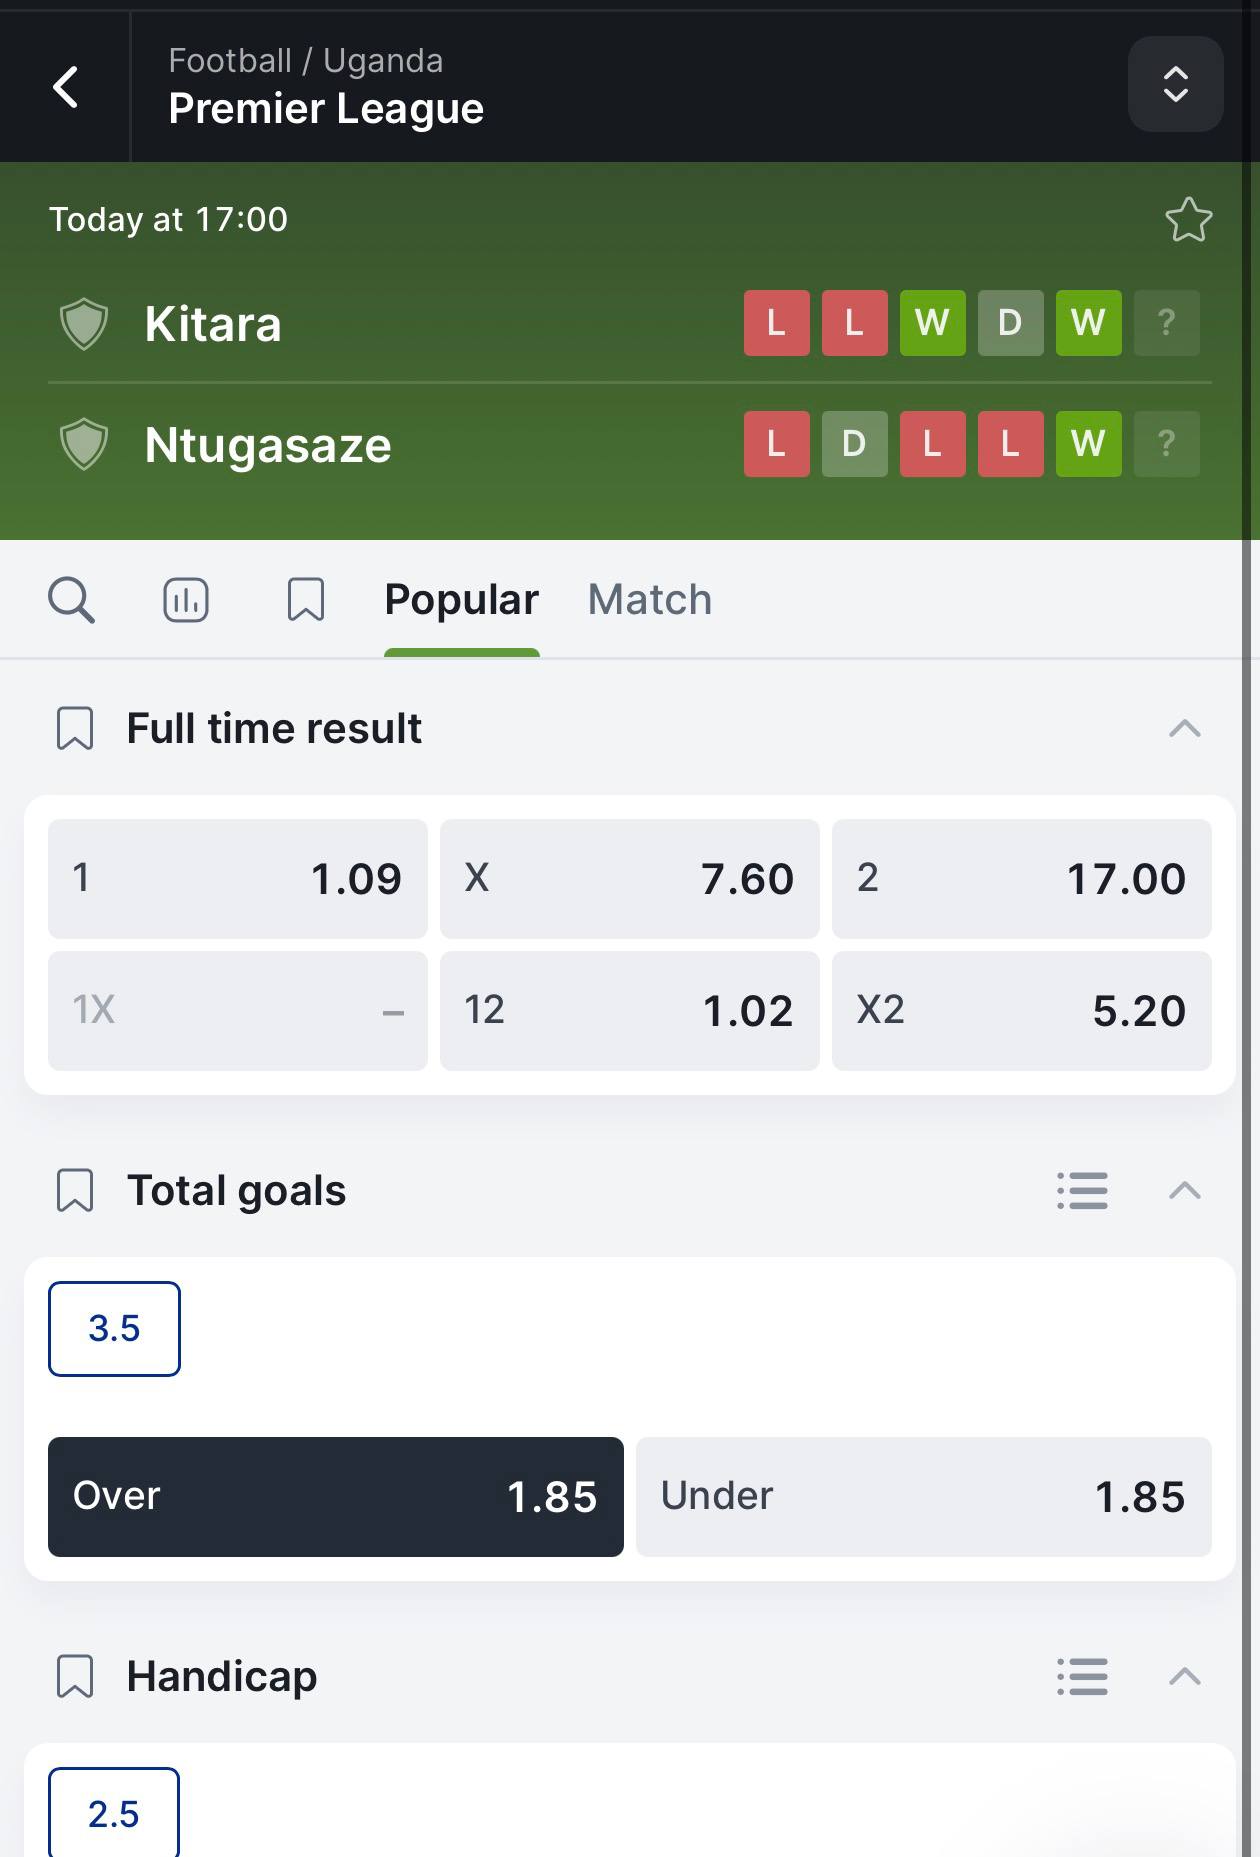 Football / Uganda
Premier League
Today at 17:00
Kitara L L W D W ?
Ntugasaze L D L L W ?
Popular Match
Full time result
1 1.09 X 7.60 2 17.00
1X – 12 1.02 X2 5.20
Total goals
3.5
Over 1.85 Under 1.85
Handicap
2.5